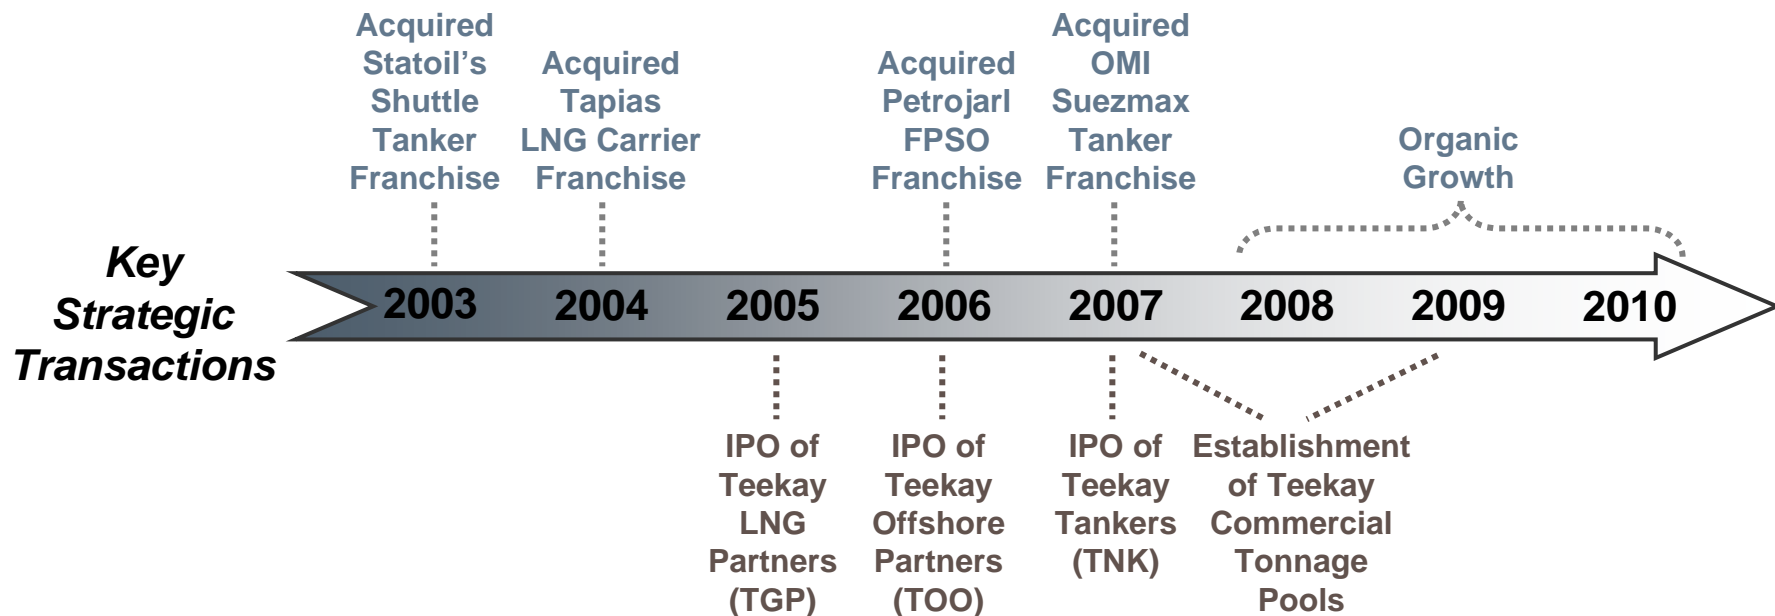 Acquired
Statoil’s
Shuttle
Tanker
Franchise
Acquired
Tapias
LNG Carrier
Franchise
Acquired
Petrojarl
FPSO
Franchise
Acquired
OMI
Suezmax
Tanker
Franchise
Organic
Growth
Key
Strategic
Transactions
2003 2004 2005 2006 2007 2008 2009 2010
IPO of
Teekay
LNG
Partners
(TGP)
IPO of
Teekay
Offshore
Partners
(TOO)
IPO of
Teekay
Tankers
(TNK)
Establishment
of Teekay
Commercial
Tonnage
Pools